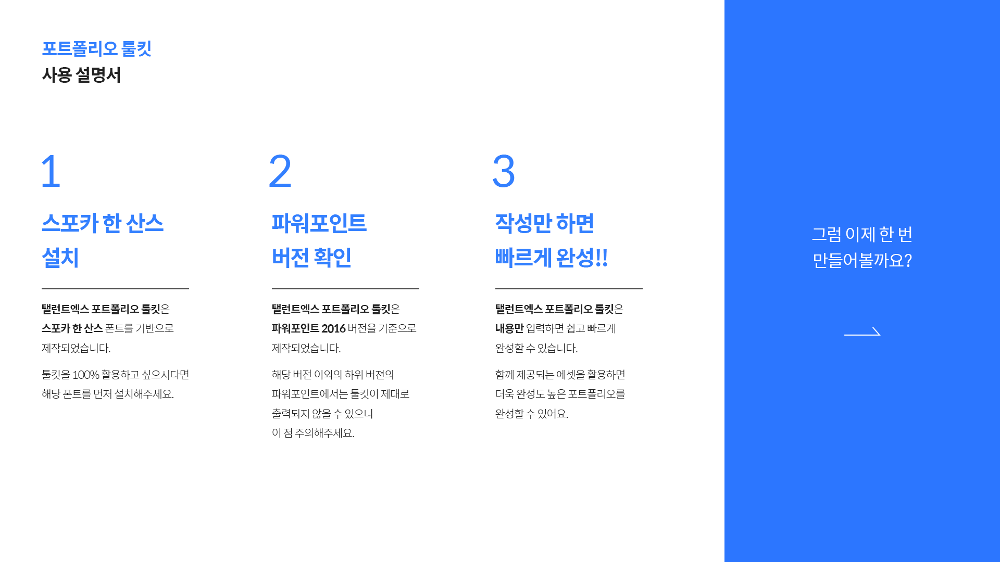 포트폴리오 툴킷
사용 설명서
1
스포카 한 산스
설치
탤런트엑스 포트폴리오 툴킷은
스포카 한 산스 폰트를 기반으로
제작되었습니다.
툴킷을 100% 활용하고 싶으시다면
해당 폰트를 먼저 설치해주세요.
2
파워포인트
버전 확인
탤런트엑스 포트폴리오 툴킷은
파워포인트 2016 버전을 기준으로
제작되었습니다.
해당 버전 이외의 하위 버젼의
파워포인트에서는 툴킷이 제대로
출력되지 않을 수 있으니
이 점 주의해주세요.
3
작성만 하면
빠르게 완성!!
탤런트엑스 포트폴리오 툴킷은
내용만 입력하면 쉽고 빠르게
완성할 수 있습니다.
함께 제공되는 에셋을 활용하면
더욱 완성도 높은 포트폴리오를
완성할 수 있어요.
그럼 이제 한 번
만들어볼까요?